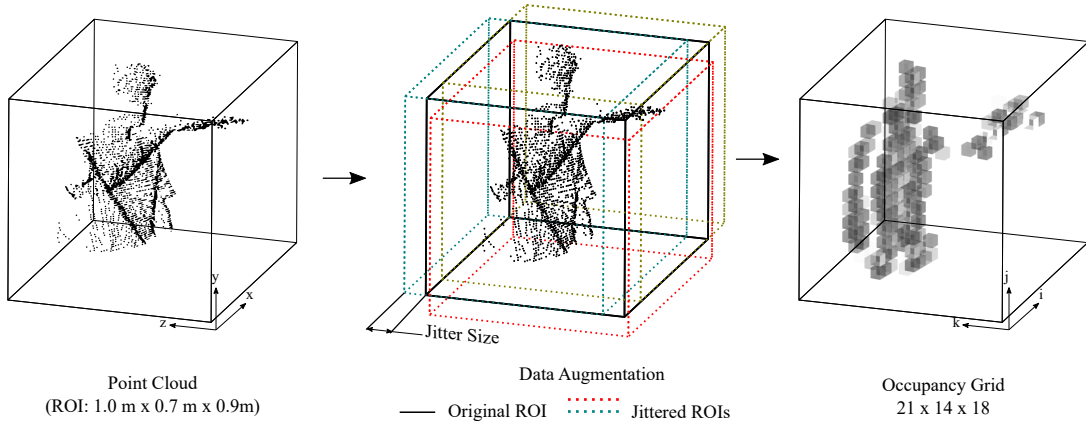 y
x
z
Jitter Size
j
i
k
Point Cloud
(ROI: 1.0 m x 0.7 m x 0.9m)
Data Augmentation
Original ROI
Jittered ROIs
Occupancy Grid
21 x 14 x 18